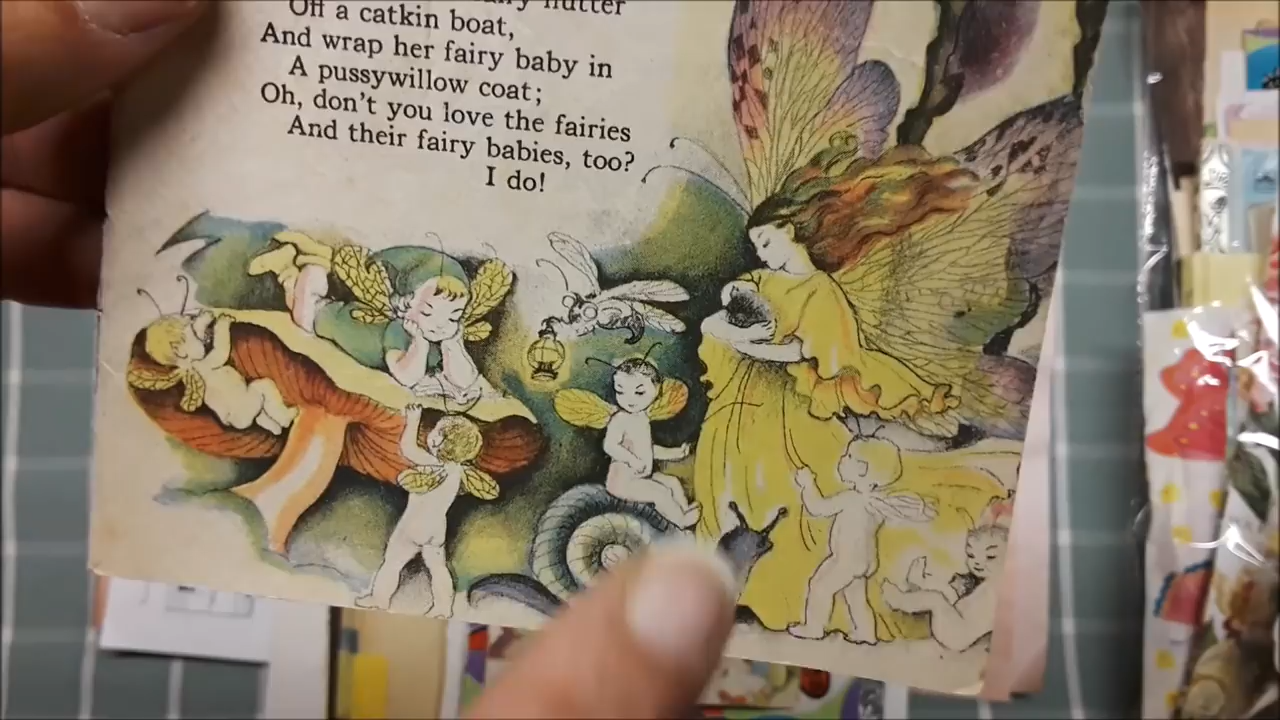 flutter
Off a catkin boat,
And wrap her fairy baby in
A pussywillow coat;
Oh, don't you love the fairies
And their fairy babies, too?
I do!